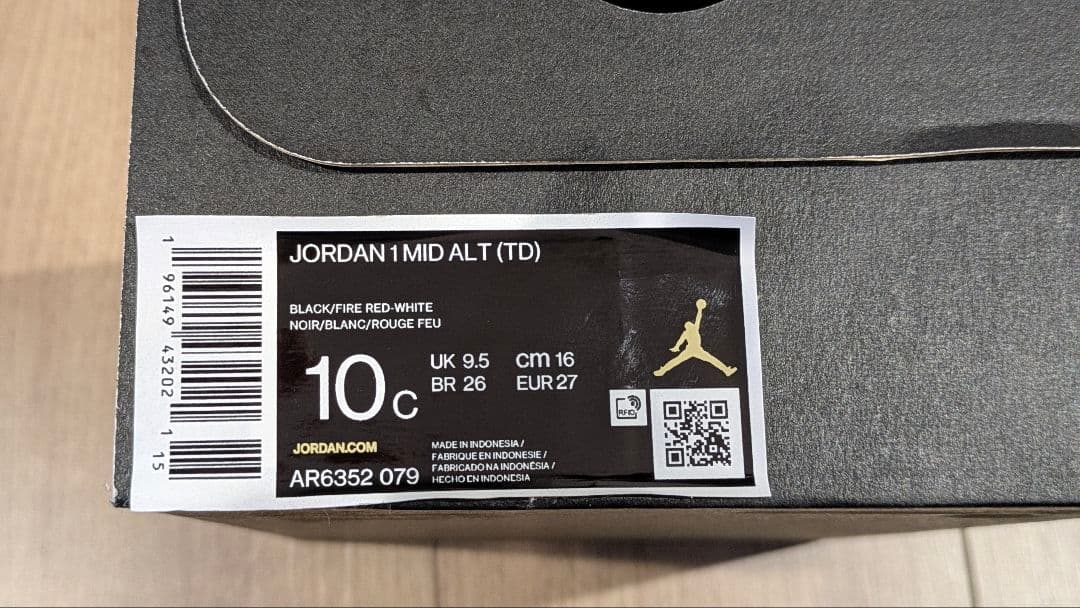 JORDAN 1 MID ALT (TD)
BLACK/FIRE RED-WHITE
NOIR/BLANC/ROUGE FEU
10C
UK 9.5 cm 16
BR 26 EUR 27
RFID
JORDAN.COM
AR6352 079
MADE IN INDONESIA /
FABRIQUE EN INDONESIE /
FABRICADO NA INDONÉSIA /
HECHO EN INDONESIA
1 96149 43202 1 15